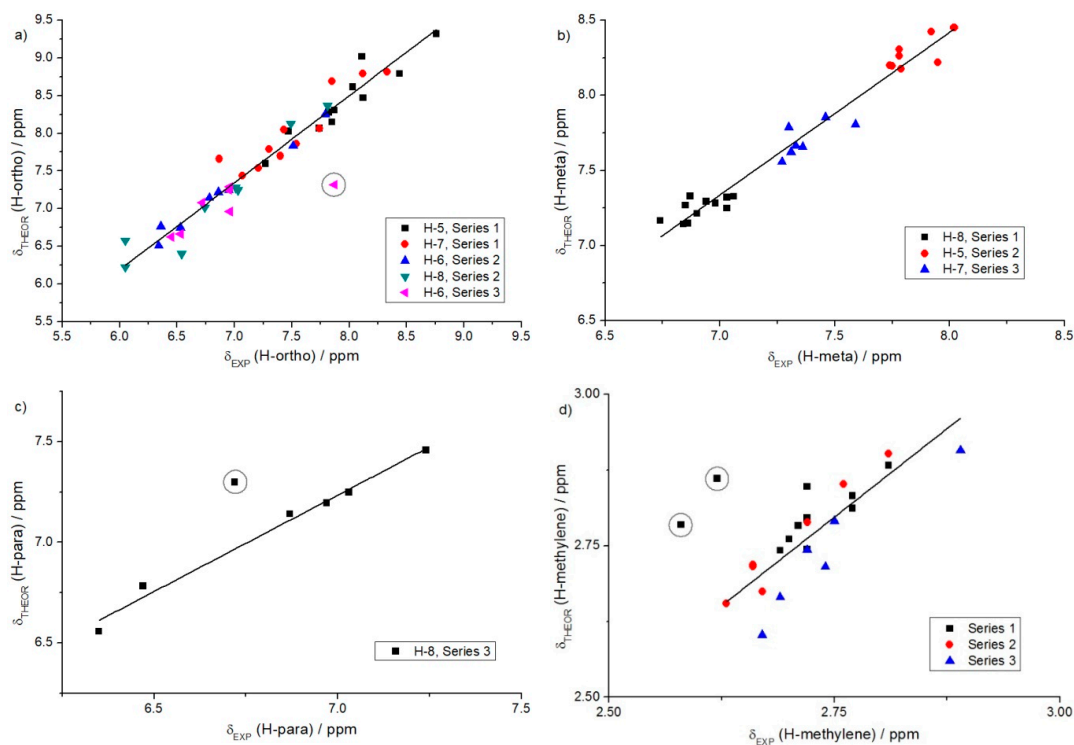 a)
9.5
9.0
8.5
8.0
7.5
7.0
6.5
6.0
5.5
δTHEOR (H-ortho) / ppm
H-5, Series 1
H-7, Series 1
H-6, Series 2
H-8, Series 2
H-6, Series 3
5.5 6.0 6.5 7.0 7.5 8.0 8.5 9.0 9.5
δEXP (H-ortho) / ppm
b)
8.5
8.0
7.5
7.0
6.5
δTHEOR (H-meta) / ppm
H-8, Series 1
H-5, Series 2
H-7, Series 3
6.5 7.0 7.5 8.0 8.5
δEXP (H-meta) / ppm
c)
7.5
7.0
6.5
δTHEOR (H-para) / ppm
H-8, Series 3
6.5 7.0 7.5
δEXP (H-para) / ppm
d)
3.00
2.75
2.50
δTHEOR (H-methylene) / ppm
Series 1
Series 2
Series 3
2.50 2.75 3.00
δEXP (H-methylene) / ppm